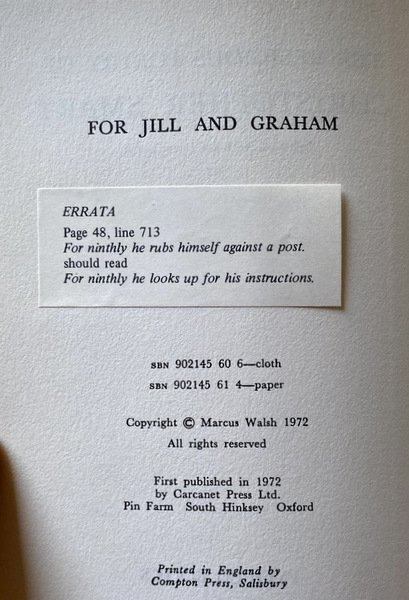 FOR JILL AND GRAHAM
ERRATA
Page 48, line 713
For ninthly he rubs himself against a post.
should read
For ninthly he looks up for his instructions.
SBN 902145 60 6—cloth
SBN 902145 61 4—paper
Copyright © Marcus Walsh 1972
All rights reserved
First published in 1972
by Carcanet Press Ltd.
Pin Farm South Hinksey Oxford
Printed in England by
Compton Press, Salisbury